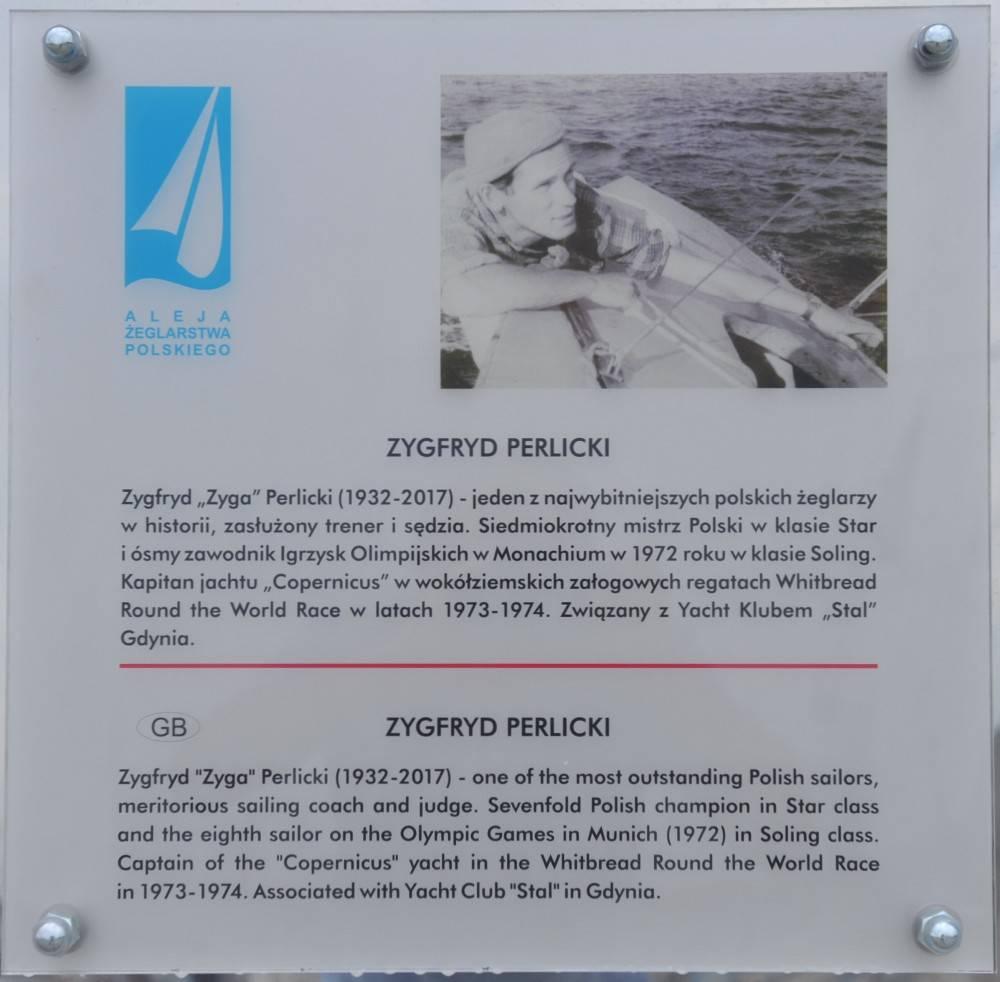 ALEJA
ŻEGLARSTWA
POLSKIEGO
ZYGFRYD PERLICKI
Zygfryd „Zyga” Perlicki (1932-2017) - jeden z najwybitniejszych polskich żeglarzy
w historii, zasłużony trener i sędzia. Siedmiokrotny mistrz Polski w klasie Star
i ósmy zawodnik Igrzysk Olimpijskich w Monachium w 1972 roku w klasie Soling.
Kapitan jachtu „Copernicus” w wokółziemskich załogowych regatach Whitbread
Round the World Race w latach 1973-1974. Związany z Yacht Klubem „Stal”
Gdynia.
GB
ZYGFRYD PERLICKI
Zygfryd "Zyga" Perlicki (1932-2017) - one of the most outstanding Polish sailors,
meritorious sailing coach and judge. Sevenfold Polish champion in Star class
and the eighth sailor on the Olympic Games in Munich (1972) in Soling class.
Captain of the "Copernicus" yacht in the Whitbread Round the World Race
in 1973-1974. Associated with Yacht Club "Stal" in Gdynia.